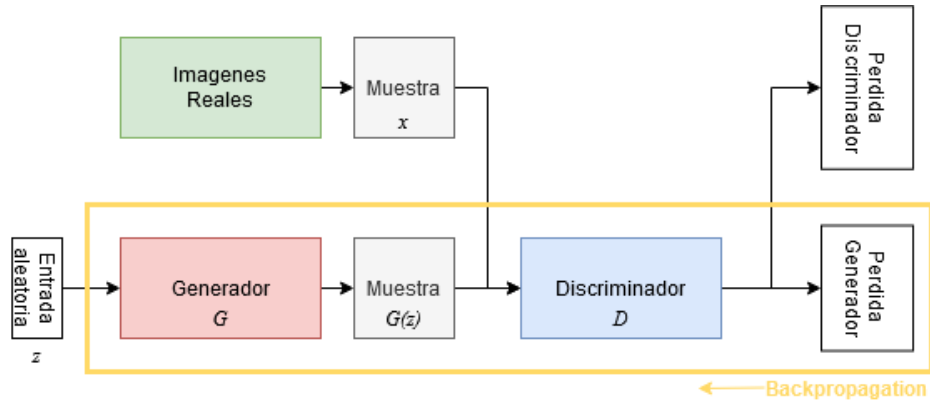 Imagenes
Reales
Muestra
x
Perdida
Discriminador
Entrada
aleatoria
z
Generador
G
Muestra
G(z)
Discriminador
D
Perdida
Generador
Backpropagation